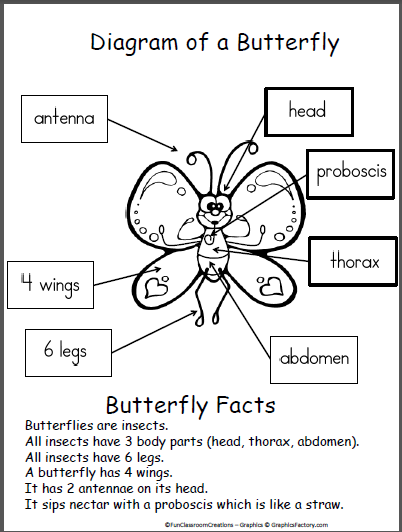 Diagram of a Butterfly
antenna
head
proboscis
thorax
4 wings
6 legs
abdomen
Butterfly Facts
Butterflies are insects.
All insects have 3 body parts (head, thorax, abdomen).
All insects have 6 legs.
A butterfly has 4 wings.
It has 2 antennae on its head.
It sips nectar with a proboscis which is like a straw.
©FunClassroomCreations – Graphics © GraphicsFactory.com